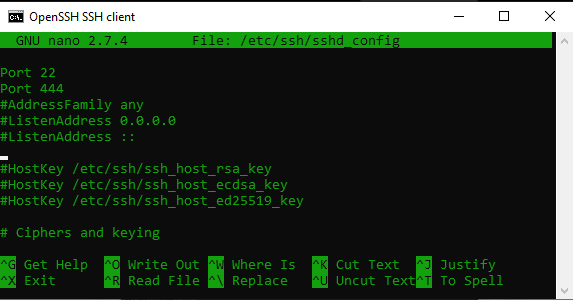 OpenSSH SSH client
GNU nano 2.7.4 File: /etc/ssh/sshd_config
Port 22
Port 444
#AddressFamily any
#ListenAddress 0.0.0.0
#ListenAddress ::
#HostKey /etc/ssh/ssh_host_rsa_key
#HostKey /etc/ssh/ssh_host_ecdsa_key
#HostKey /etc/ssh/ssh_host_ed25519_key
# Ciphers and keying
^G Get Help ^O Write Out ^W Where Is ^K Cut Text ^J Justify
^X Exit ^R Read File ^\ Replace ^U Uncut Text ^T To Spell